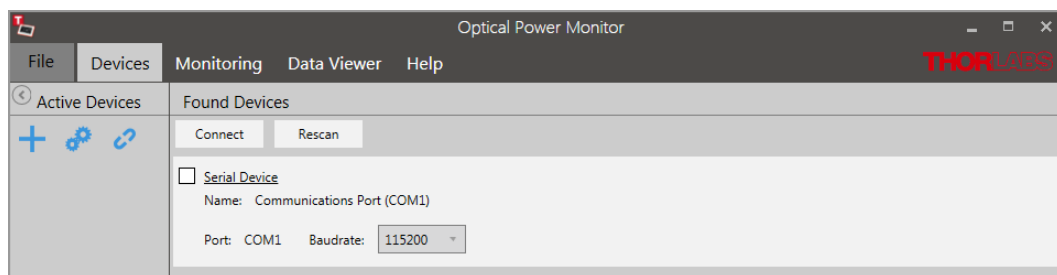 Optical Power Monitor
File Devices Monitoring Data Viewer Help
THORLABS
Active Devices
Found Devices
Connect Rescan
Serial Device
Name: Communications Port (COM1)
Port: COM1 Baudrate: 115200